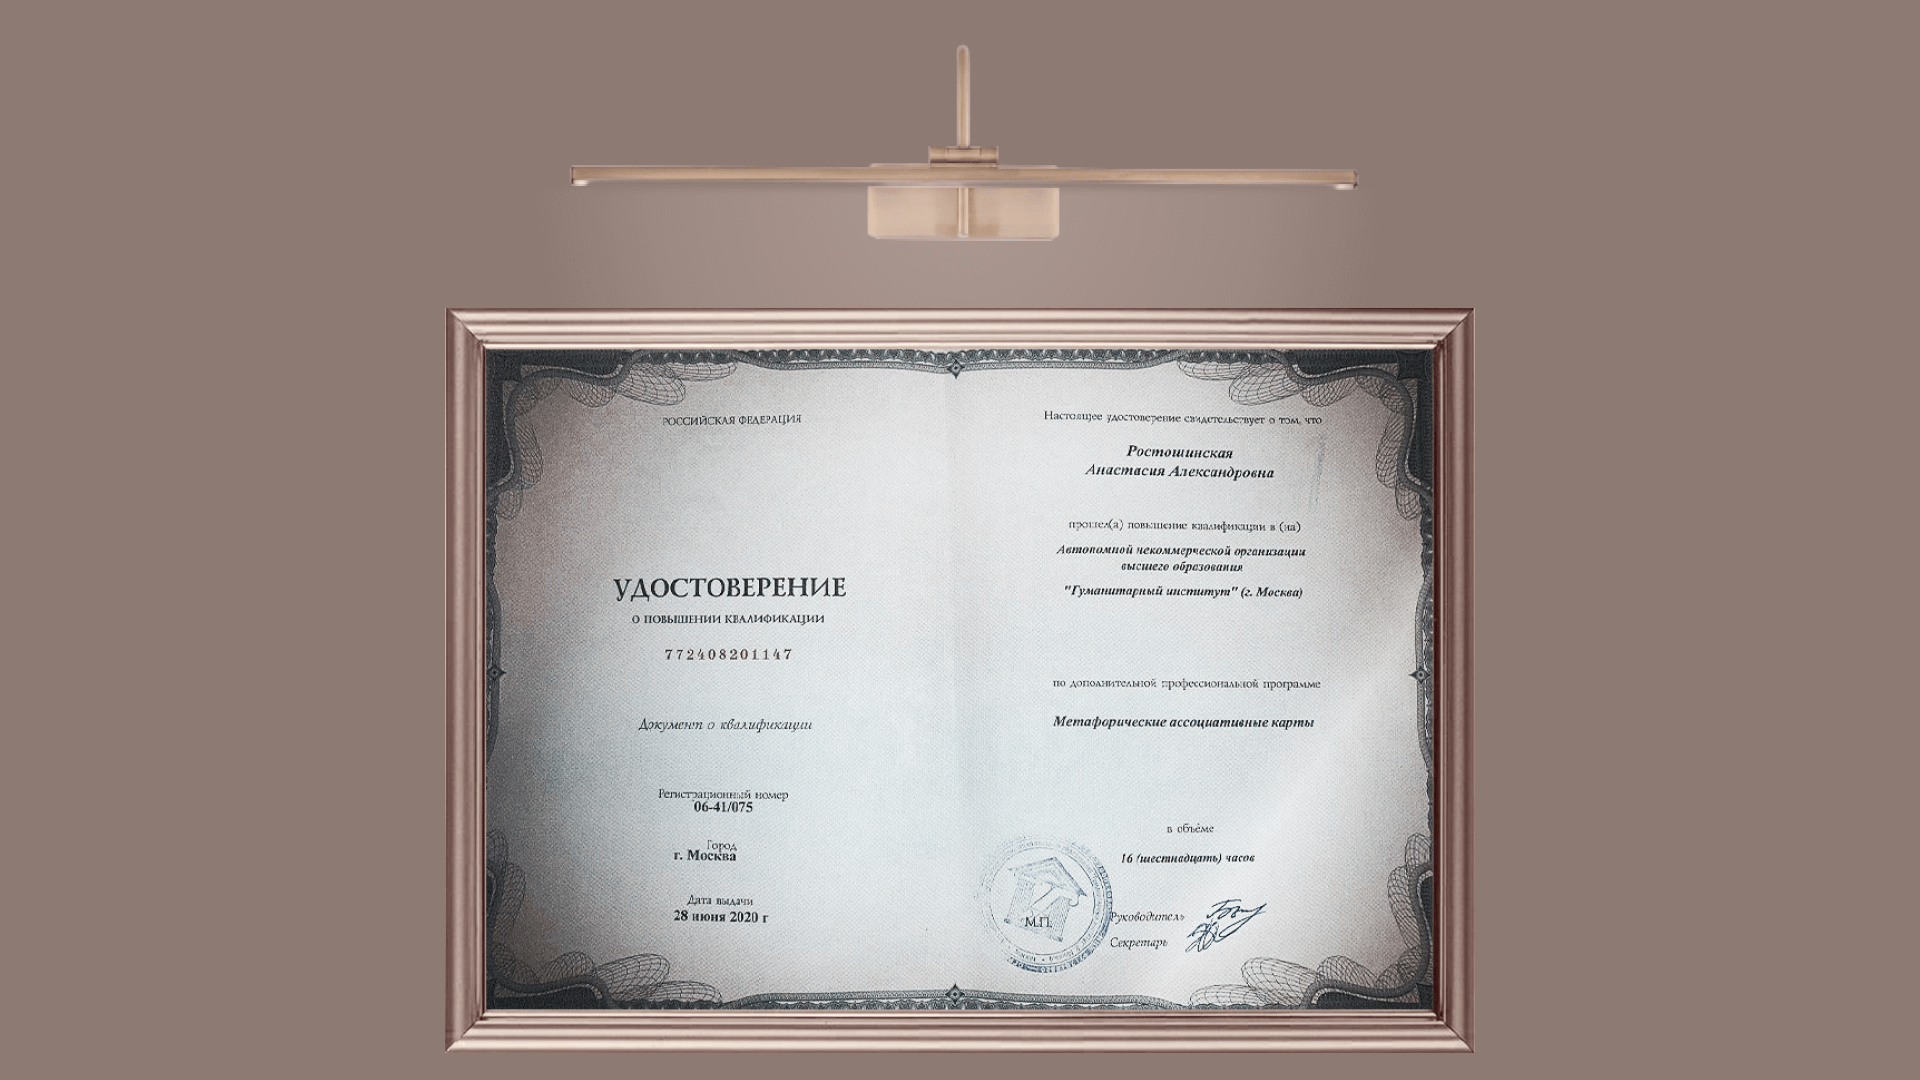 РОССИЙСКАЯ ФЕДЕРАЦИЯ
УДОСТОВЕРЕНИЕ
О ПОВЫШЕНИИ КВАЛИФИКАЦИИ
772408201147
Документ о квалификации
Регистрационный номер
06-41/075
Город
г. Москва
Дата выдачи
28 июня 2020 г
Настоящее удостоверение свидетельствует о том, что
Ростошинская
Анастасия Александровна
прошел(а) повышение квалификации в (на)
Автономной некоммерческой организации
высшего образования
"Гуманитарный институт" (г. Москва)
по дополнительной профессиональной программе
Метафорические ассоциативные карты
в объёме
16 (шестнадцать) часов
М.П.
Руководитель
Секретарь